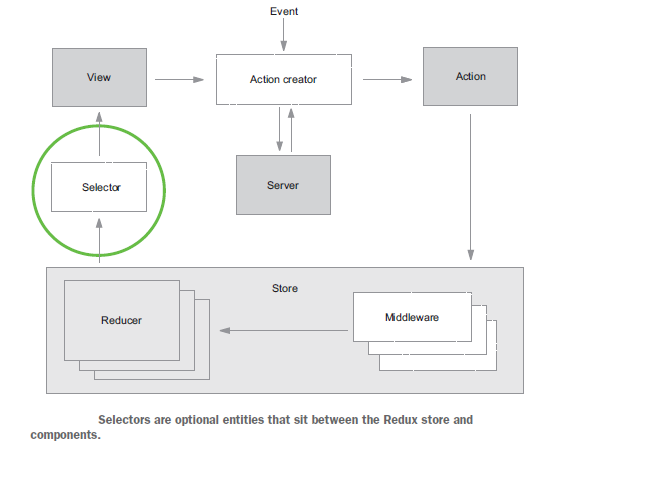 Event
View
Action creator
Action
Selector
Server
Store
Reducer
Middleware
Selectors are optional entities that sit between the Redux store and
components.